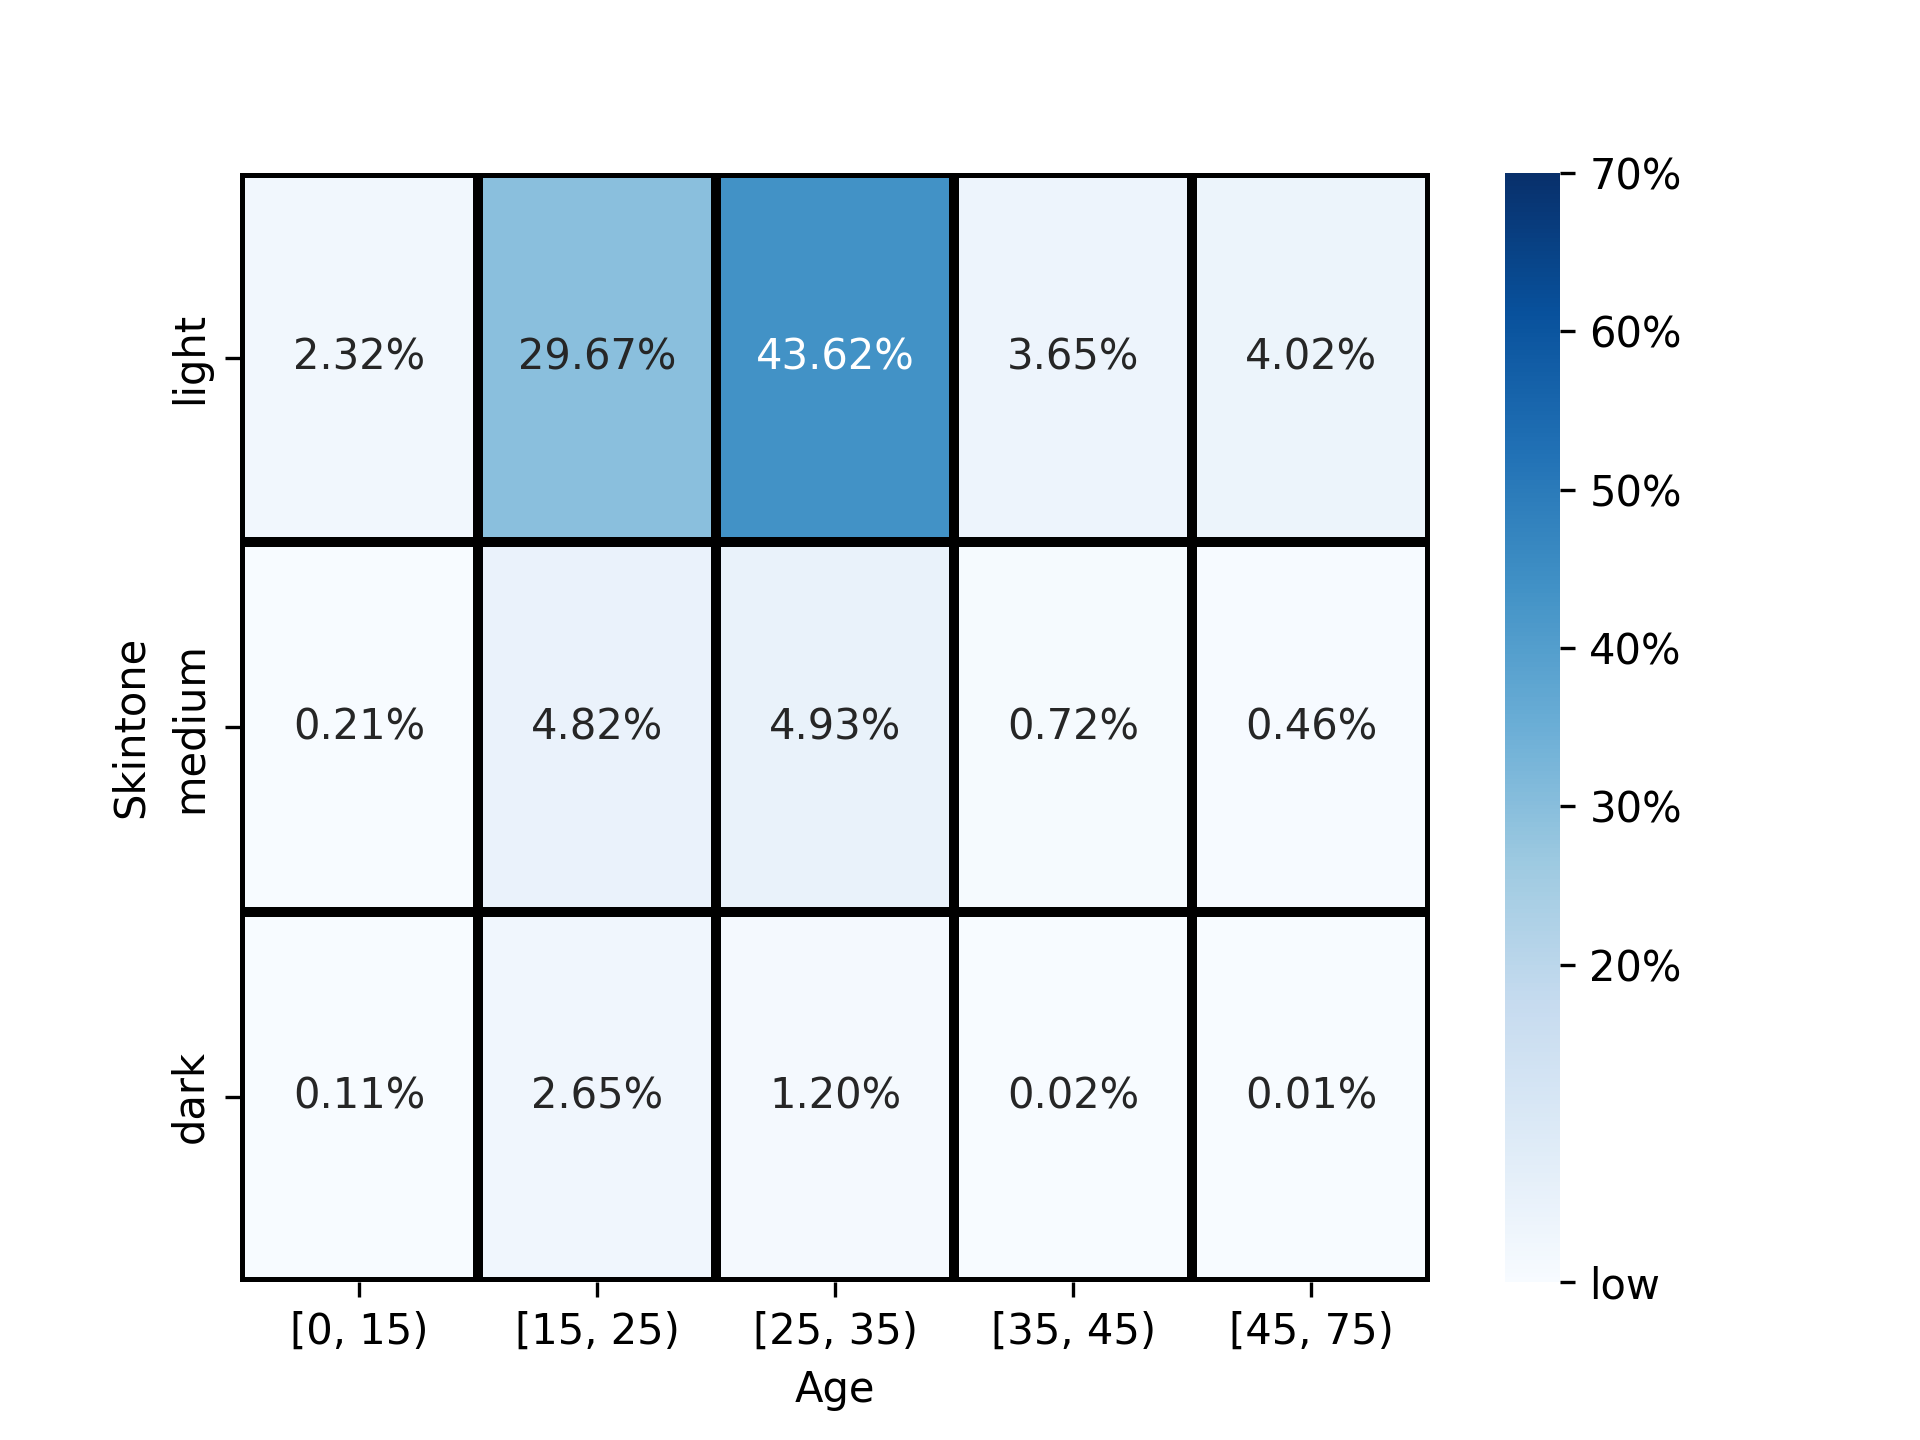 70%
60%
50%
40%
30%
20%
low
Skintone
light
2.32% 29.67% 43.62% 3.65% 4.02%
medium
0.21% 4.82% 4.93% 0.72% 0.46%
dark
0.11% 2.65% 1.20% 0.02% 0.01%
[0, 15) [15, 25) [25, 35) [35, 45) [45, 75)
Age